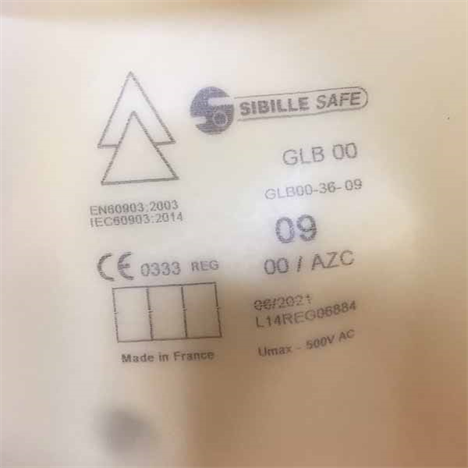 SIBILLE SAFE
GLB 00
GLB00-36-09
EN60903:2003
IEC60903:2014
09
CE 0333 REG
00 / AZC
06/2021
L14REG06884
Made in France
Umax ~ 500V AC